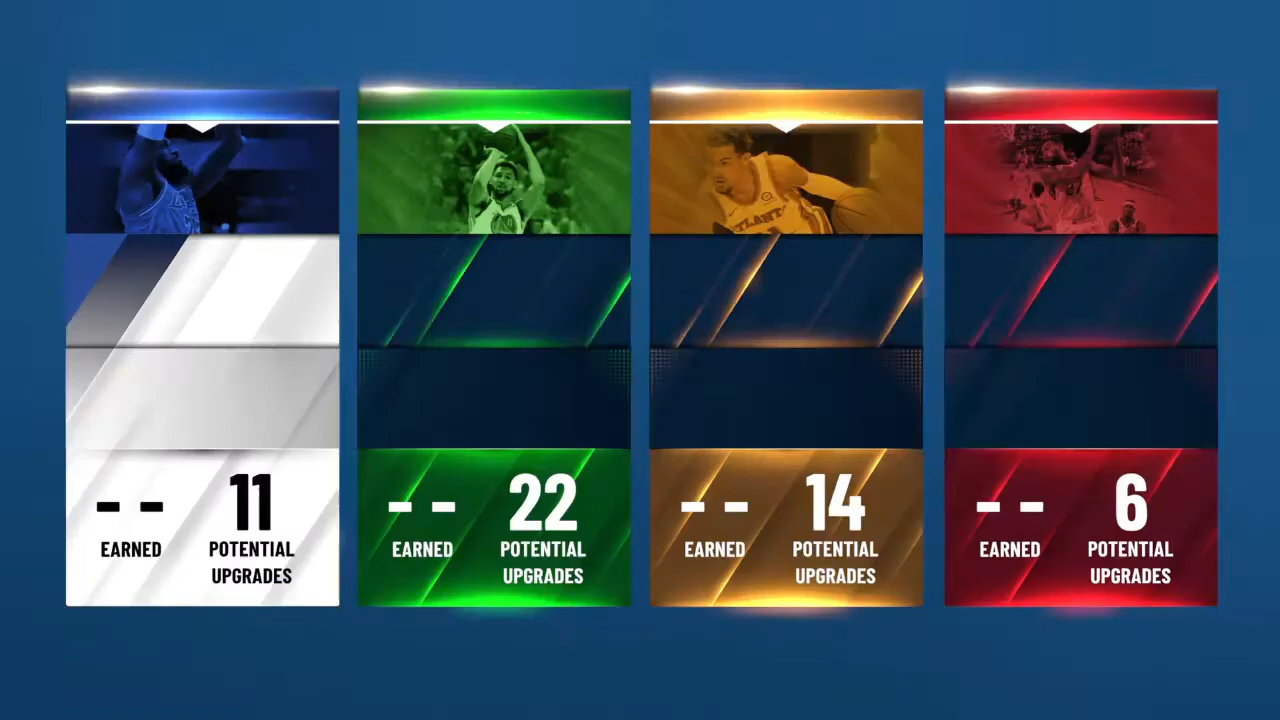 ATLANTA
- - 11
EARNED POTENTIAL
UPGRADES
- - 22
EARNED POTENTIAL
UPGRADES
- - 14
EARNED POTENTIAL
UPGRADES
- - 6
EARNED POTENTIAL
UPGRADES